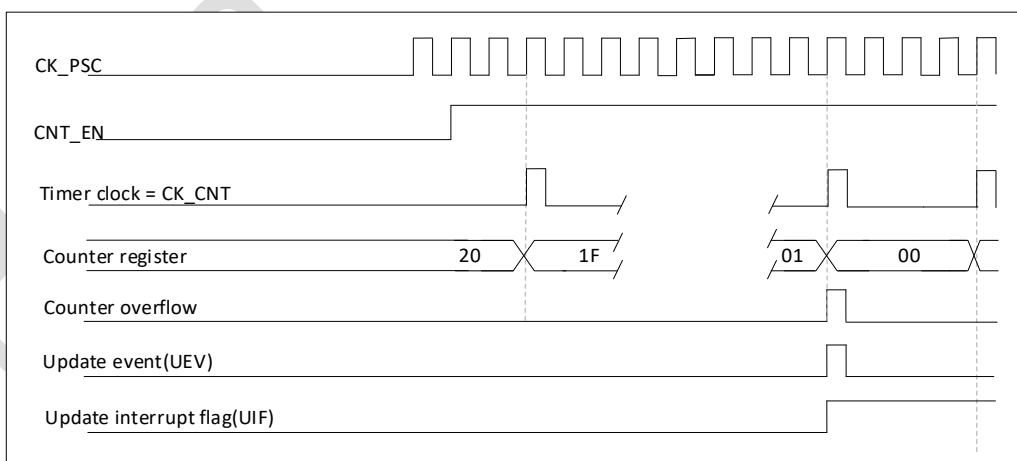 CK_PSC
CNT_EN
Timer clock = CK_CNT
Counter register 20 1F 01 00
Counter overflow
Update event(UEV)
Update interrupt flag(UIF)